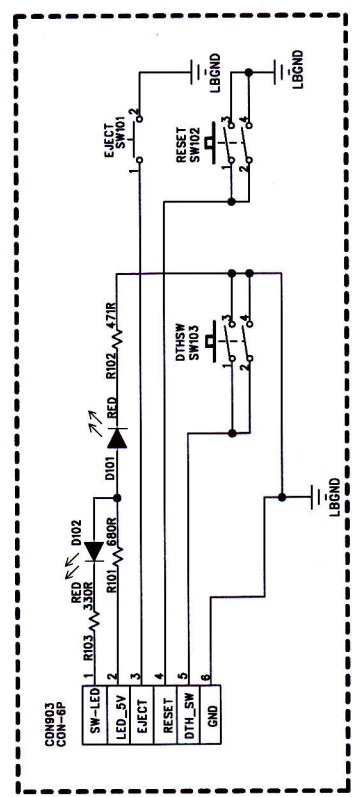 CON903
CON-6P
SW-LED
LED_5V
EJECT
RESET
DTH_SW
GND
1
2
3
4
5
6
R103
330R
RED
D102
R101
680R
D101
RED
R102
471R
EJECT
SW101
1
2
LBGND
RESET
SW102
1
2
3
4
LBGND
DTHSW
SW103
1
2
3
4
LBGND